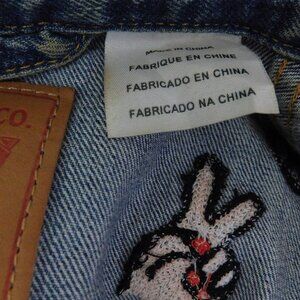 MADE IN CHINA
FABRIQUE EN CHINE
FABRICADO EN CHINA
FABRICADO NA CHINA
CO.